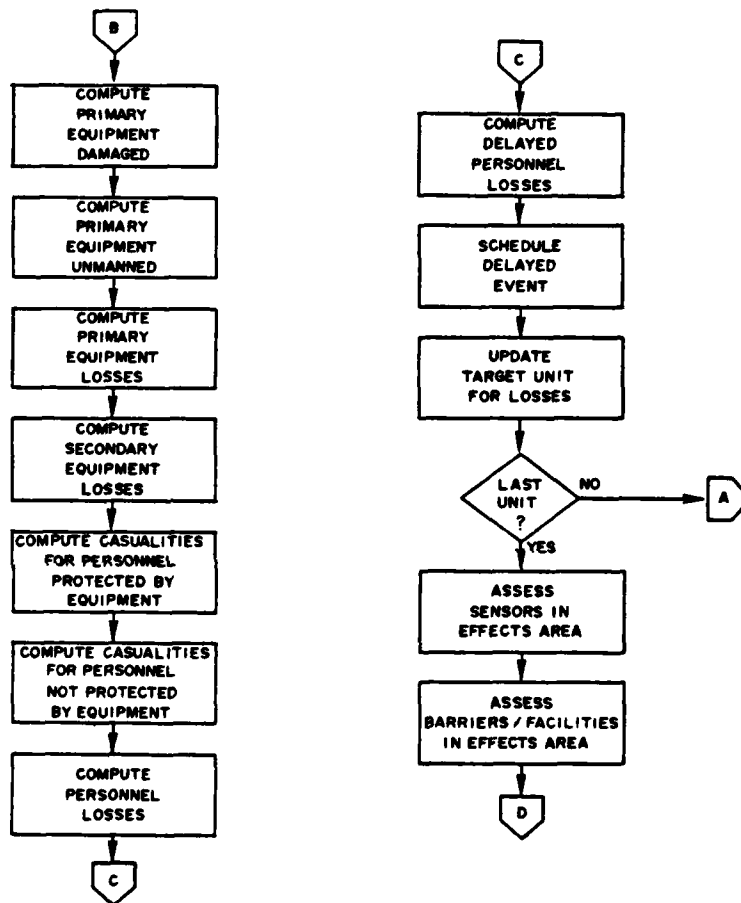 B
COMPUTE
PRIMARY
EQUIPMENT
DAMAGED
COMPUTE
PRIMARY
EQUIPMENT
UNMANNED
COMPUTE
PRIMARY
EQUIPMENT
LOSSES
COMPUTE
SECONDARY
EQUIPMENT
LOSSES
COMPUTE CASUALITIES
FOR PERSONNEL
PROTECTED BY
EQUIPMENT
COMPUTE CASUALITIES
FOR PERSONNEL
NOT PROTECTED
BY EQUIPMENT
COMPUTE
PERSONNEL
LOSSES
C
C
COMPUTE
DELAYED
PERSONNEL
LOSSES
SCHEDULE
DELAYED
EVENT
UPDATE
TARGET UNIT
FOR LOSSES
LAST
UNIT
?
NO
A
YES
ASSESS
SENSORS IN
EFFECTS AREA
ASSESS
BARRIERS/FACILITIES
IN EFFECTS AREA
D